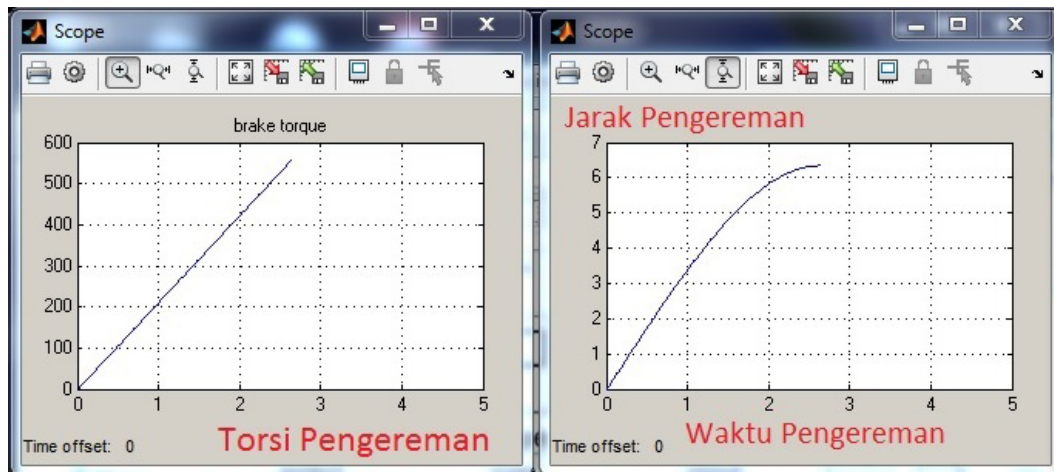 Scope
brake torque
600
500
400
300
200
100
0
0 1 2 3 4 5
Time offset: 0
Torsi Pengereman
Scope
Jarak Pengereman
7
6
5
4
3
2
1
0
0 1 2 3 4 5
Time offset: 0
Waktu Pengereman